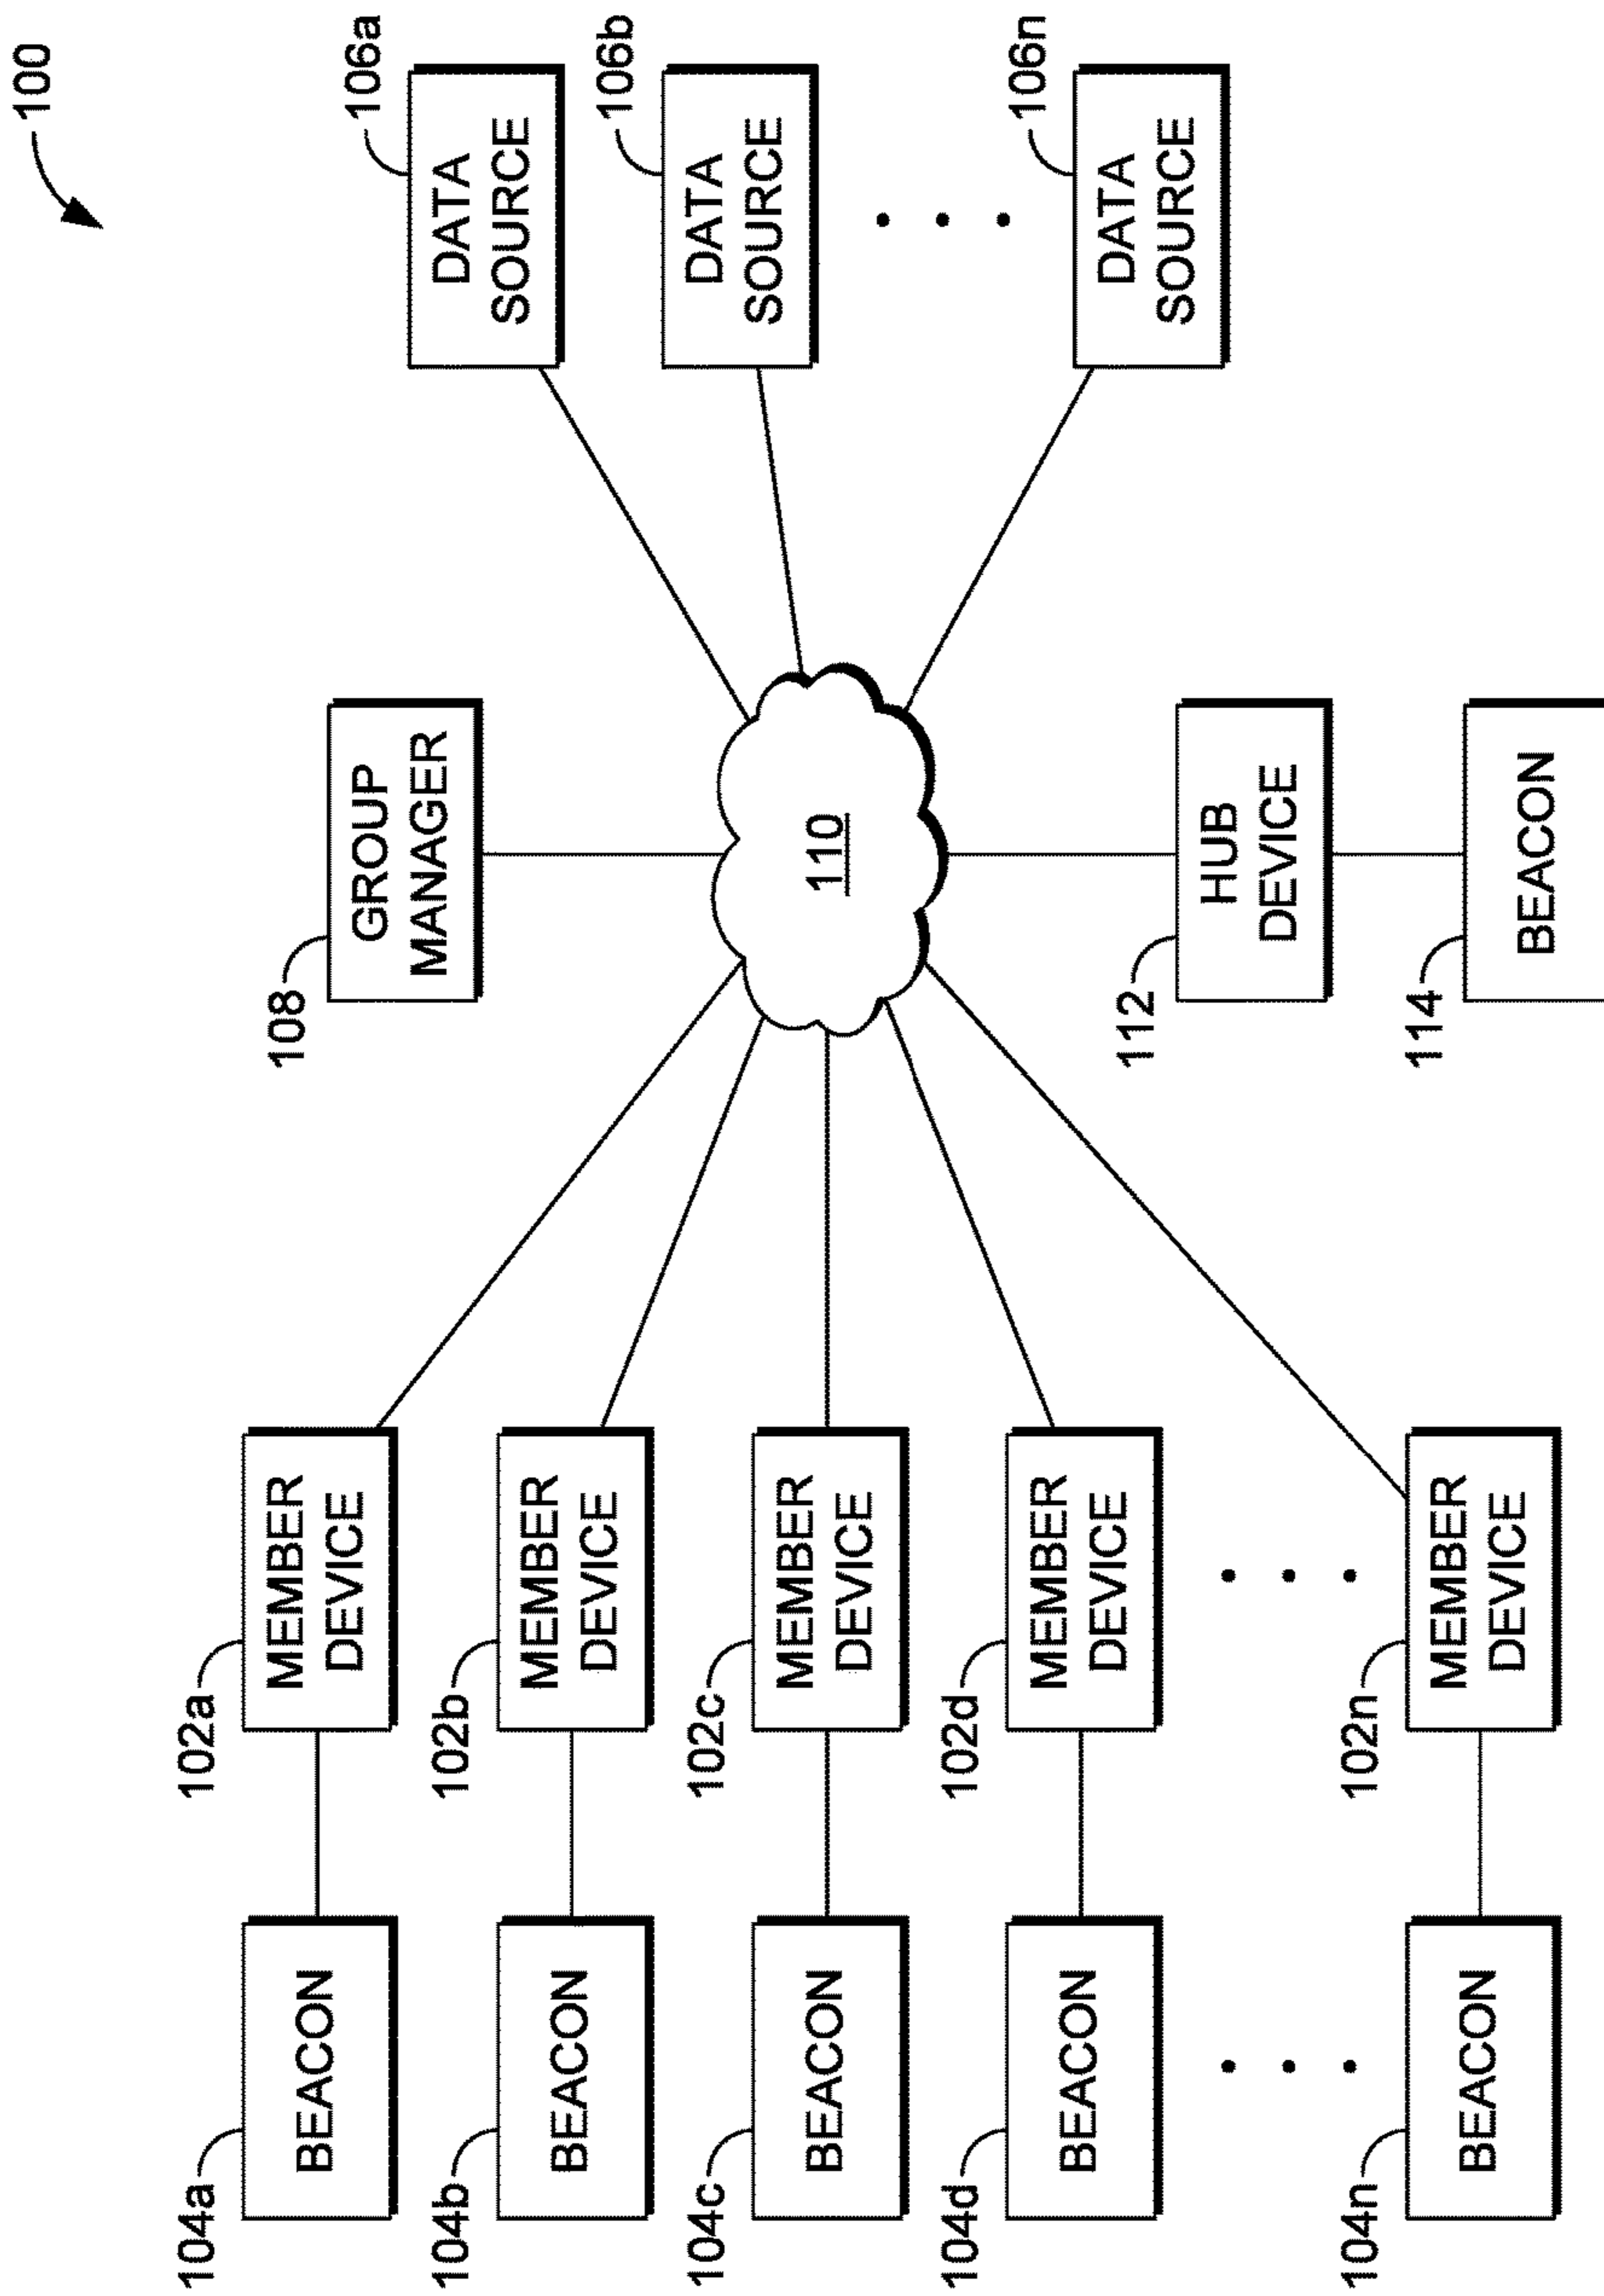 100
104a
BEACON
102a
MEMBER
DEVICE
104b
BEACON
102b
MEMBER
DEVICE
104c
BEACON
102c
MEMBER
DEVICE
104d
BEACON
102d
MEMBER
DEVICE
104n
BEACON
102n
MEMBER
DEVICE
108
GROUP
MANAGER
110
112
HUB
DEVICE
114
BEACON
106a
DATA
SOURCE
106b
DATA
SOURCE
106n
DATA
SOURCE